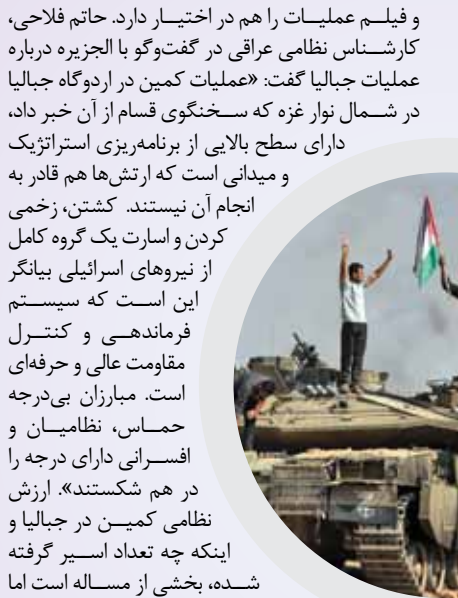 و فیلم عملیات را هم در اختیار دارد. حاتم فلاحی،
کارشناس نظامی عراقی در گفت‌وگو با الجزیره درباره
عملیات جبالیا گفت: «عملیات کمین در اردوگاه جبالیا
در شمال نوار غزه که سخنگوی قسام از آن خبر داد،
دارای سطح بالایی از برنامه‌ریزی استراتژیک
و میدانی است که ارتش‌ها هم قادر به
انجام آن نیستند. کشتن، زخمی
کردن و اسارت یک گروه کامل
از نیروهای اسرائیلی بیانگر
این است که سیستم
فرماندهی و کنترل
مقاومت عالی و حرفه‌ای
است. مبارزان بی‌درجه
حماس، نظامیان و
افسرانی دارای درجه را
در هم شکستند». ارزش
نظامی کمین در جبالیا و
اینکه چه تعداد اسیر گرفته
شده، بخشی از مساله است اما